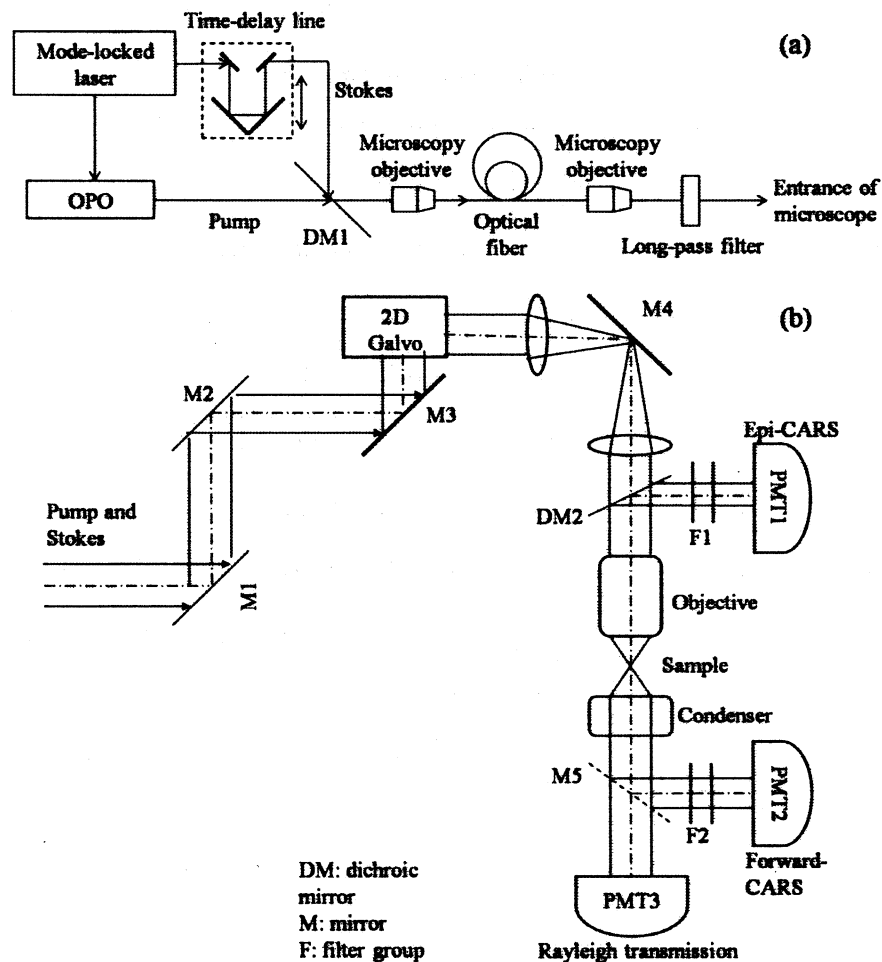 Time-delay line
(a)
Mode-locked
laser
Stokes
Microscopy
objective
Microscopy
objective
OPO
Pump
DM1
Optical
fiber
Long-pass filter
Entrance of
microscope
2D
Galvo
M4
(b)
M2
M3
Epi-CARS
PMT1
DM2
F1
Pump and
Stokes
M1
Objective
Sample
Condenser
M5
PMT2
F2
Forward-
CARS
DM: dichroic
mirror
M: mirror
F: filter group
PMT3
Rayleigh transmission